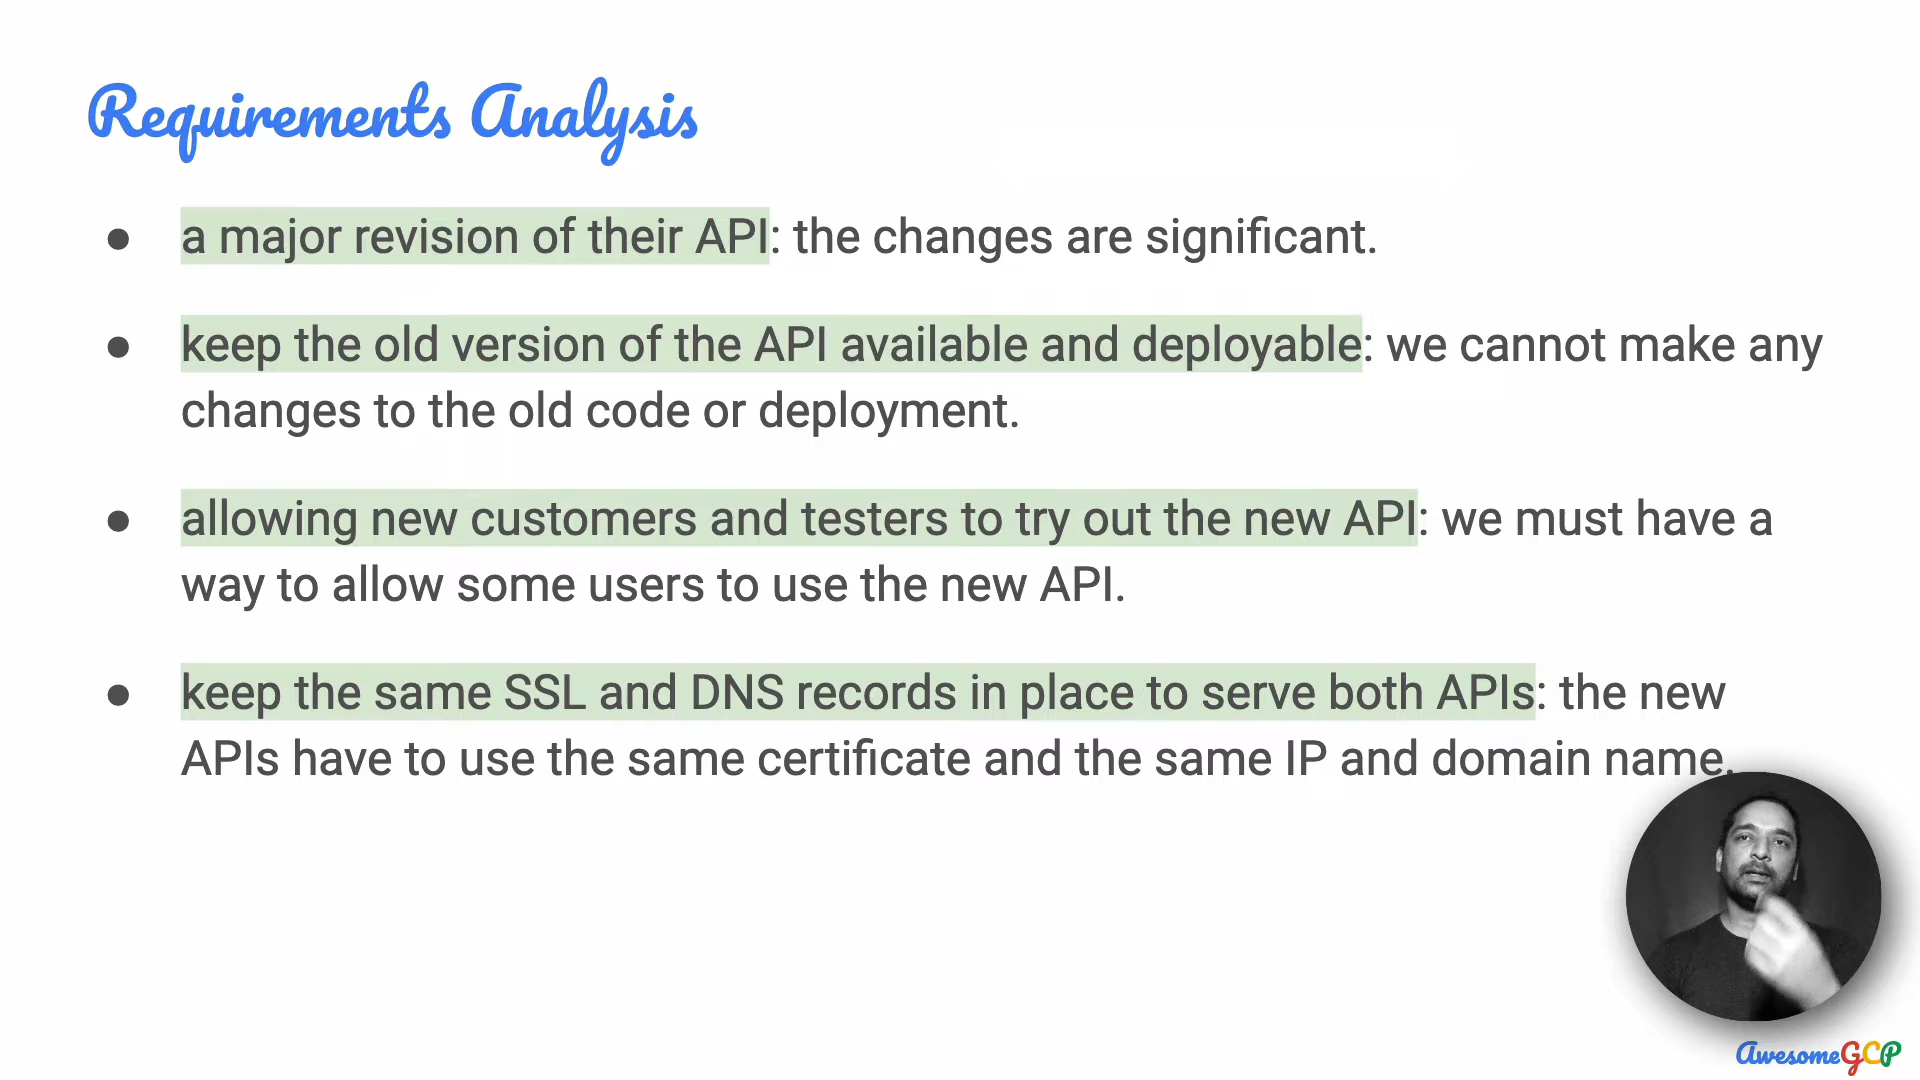 Requirements Analysis
● a major revision of their API: the changes are significant.
● keep the old version of the API available and deployable: we cannot make any
changes to the old code or deployment.
● allowing new customers and testers to try out the new API: we must have a
way to allow some users to use the new API.
● keep the same SSL and DNS records in place to serve both APIs: the new
APIs have to use the same certificate and the same IP and domain name.
AwesomeGCP